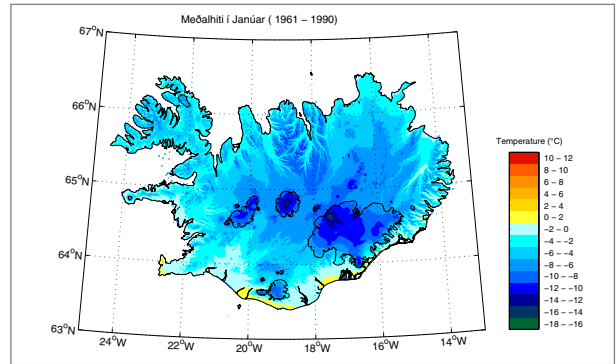 Meðalhiti í Janúar ( 1961 – 1990)
67°N
66°N
65°N
64°N
63°N
24°W
22°W
20°W
18°W
16°W
14°W
Temperature (°C)
10 – 12
8 – 10
6 – 8
4 – 6
2 – 4
0 – 2
−2 – 0
−4 – −2
−6 – −4
−8 – −6
−10 – −8
−12 – −10
−14 – −12
−16 – −14
−18 – −16